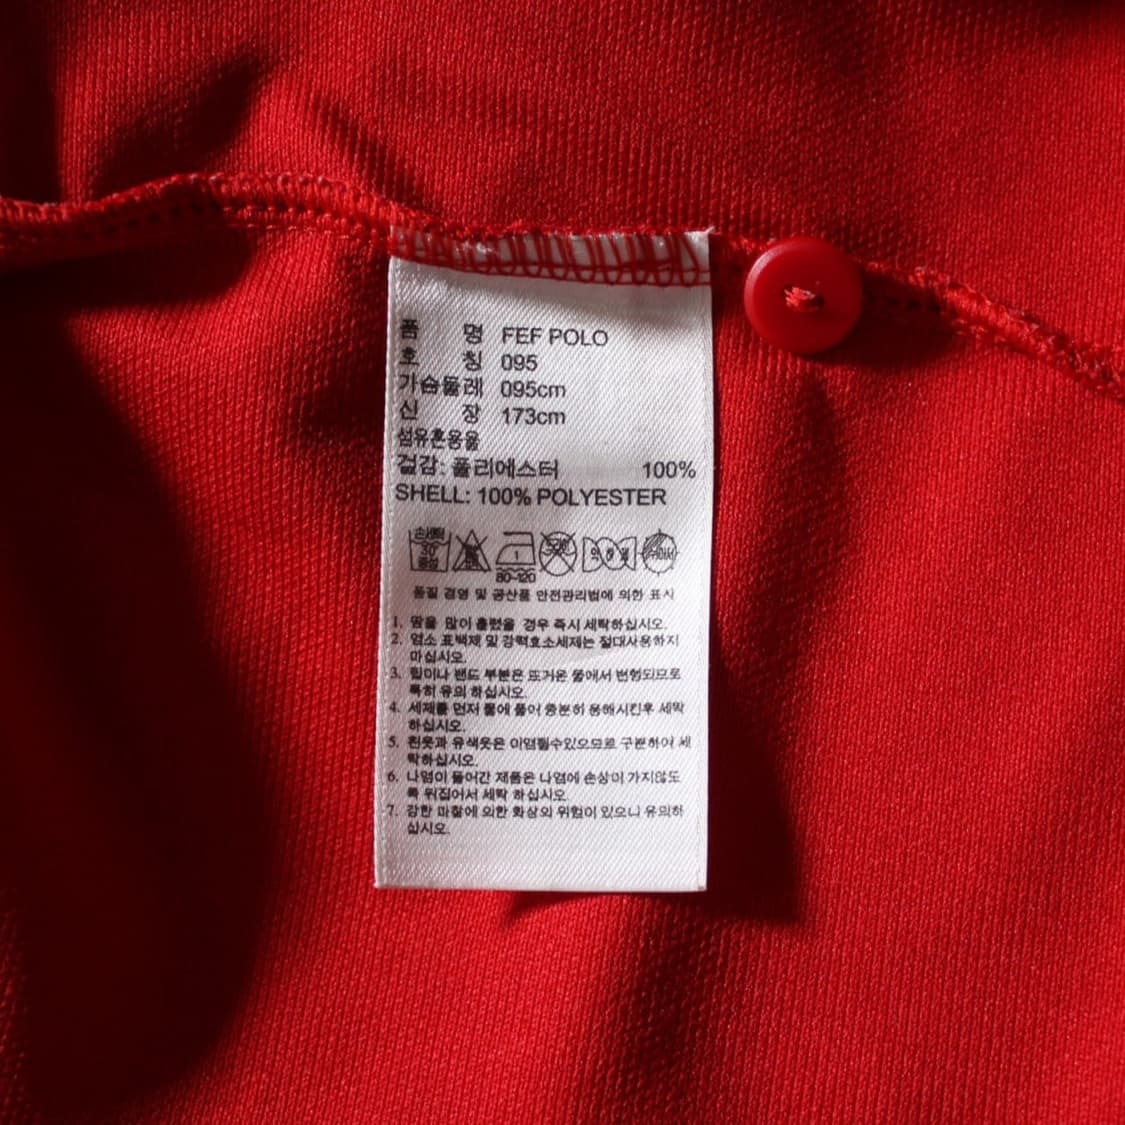 품 명 FEF POLO
호 칭 095
가슴둘레 095cm
신 장 173cm
섬유혼용율
겉감: 폴리에스터 100%
SHELL: 100% POLYESTER
손세탁 30 중성 1 약 하 게
80~120
품질 경영 및 공산품 안전관리법에 의한 표시
1. 땀을 많이 흘렸을 경우 즉시 세탁하십시오.
2. 염소 표백제 및 강력효소세제는 절대사용하지
마십시오.
3. 힙이나 밴드 부분은 뜨거운 물에서 변형되므로
특히 유의 하십시오.
4. 세제를 먼저 물에 풀어 충분히 용해시킨후 세탁
하십시오.
5. 흰옷과 유색옷은 이염될수있으므로 구분하여 세
탁하십시오.
6. 나염이 들어간 제품은 나염에 손상이 가지않도
록 뒤집어서 세탁 하십시오.
7. 강한 마찰에 의한 화상의 위험이 있으니 유의하
십시오.